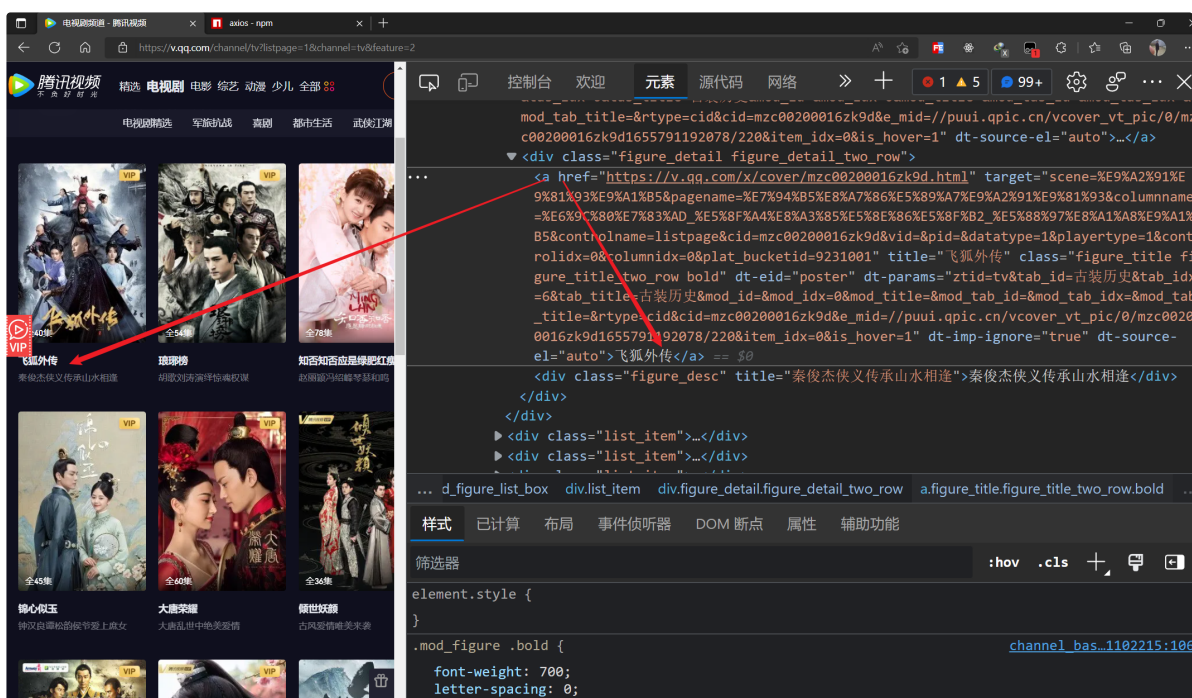 电视剧频道 - 腾讯视频
axios - npm
https://v.qq.com/channel/tv?listpage=1&channel=tv&feature=2
腾讯视频
不负好时光
精选 电视剧 电影 综艺 动漫 少儿 全部
电视剧精选 军旅抗战 喜剧 都市生活 武侠江湖
VIP
VIP
40集
全54集
全78集
VIP
飞狐外传
琅琊榜
知否知否应是绿肥红瘦
秦俊杰侠义传承山水相逢
胡歌刘涛演绎惊魂权谋
赵丽颖冯绍峰琴瑟和鸣
VIP
VIP
全45集
全60集
全36集
锦心似玉
大唐荣耀
倾世妖颜
钟汉良谭松韵侯爷爱上庶女
大唐乱世中绝美爱情
古风爱情唯美来袭
VIP
VIP
控制台 欢迎 元素 源代码 网络
1 5 99+
mod_tab_title=&rtype=cid&cid=mzc00200016zk9d&e_mid=//puui.qpic.cn/vcover_vt_pic/0/mz
c00200016zk9d1655791192078/220&item_idx=0&is_hover=1" dt-source-el="auto">…</a>
<div class="figure_detail figure_detail_two_row">
<a href="https://v.qq.com/x/cover/mzc00200016zk9d.html" target="scene=%E9%A2%91%E
9%81%93%E9%A1%B5&pagename=%E7%94%B5%E8%A7%86%E5%89%A7%E9%A2%91%E9%81%93&columnname
=%E6%9C%80%E7%83%AD_%E5%8F%A4%E8%A3%85%E5%8E%86%E5%8F%B2_%E5%88%97%E8%A1%A8%E9%A1%
B5&controlname=listpage&cid=mzc00200016zk9d&vid=&pid=&datatype=1&playertype=1&cont
rolidx=0&columnidx=0&plat_bucketid=9231001" title="飞狐外传" class="figure_title fi
gure_title_two_row bold" dt-eid="poster" dt-params="ztid=tv&tab_id=古装历史&tab_idx
=6&tab_title=古装历史&mod_id=&mod_idx=0&mod_title=&mod_tab_id=&mod_tab_idx=&mod_tab
_title=&rtype=cid&cid=mzc00200016zk9d&e_mid=//puui.qpic.cn/vcover_vt_pic/0/mzc0020
0016zk9d1655791192078/220&item_idx=0&is_hover=1" dt-imp-ignore="true" dt-source-
el="auto">飞狐外传</a> == $0
<div class="figure_desc" title="秦俊杰侠义传承山水相逢">秦俊杰侠义传承山水相逢</div>
</div>
</div>
<div class="list_item">…</div>
<div class="list_item">…</div>
… d_figure_list_box div.list_item div.figure_detail.figure_detail_two_row a.figure_title.figure_title_two_row.bold
样式 已计算 布局 事件侦听器 DOM 断点 属性 辅助功能
筛选器
:hov .cls
element.style {
}
.mod_figure .bold {
channel_bas…1102215:106
font-weight: 700;
letter-spacing: 0;